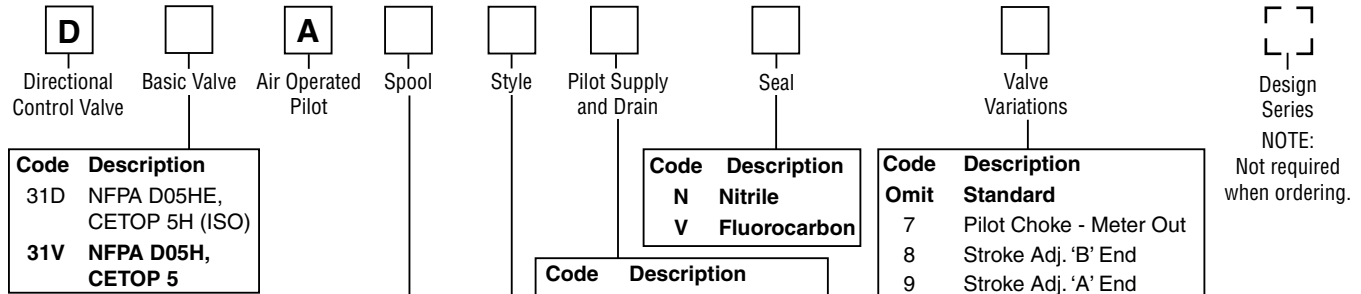 D
A
Directional Control Valve
Basic Valve
Air Operated Pilot
Spool
Style
Pilot Supply and Drain
Seal
Valve Variations
Design Series
NOTE:
Not required
when ordering.
Code Description
31D NFPA D05HE,
CETOP 5H (ISO)
31V NFPA D05H,
CETOP 5
Code Description
Code Description
N Nitrile
V Fluorocarbon
Code Description
Omit Standard
7 Pilot Choke - Meter Out
8 Stroke Adj. ‘B’ End
9 Stroke Adj. ‘A’ End